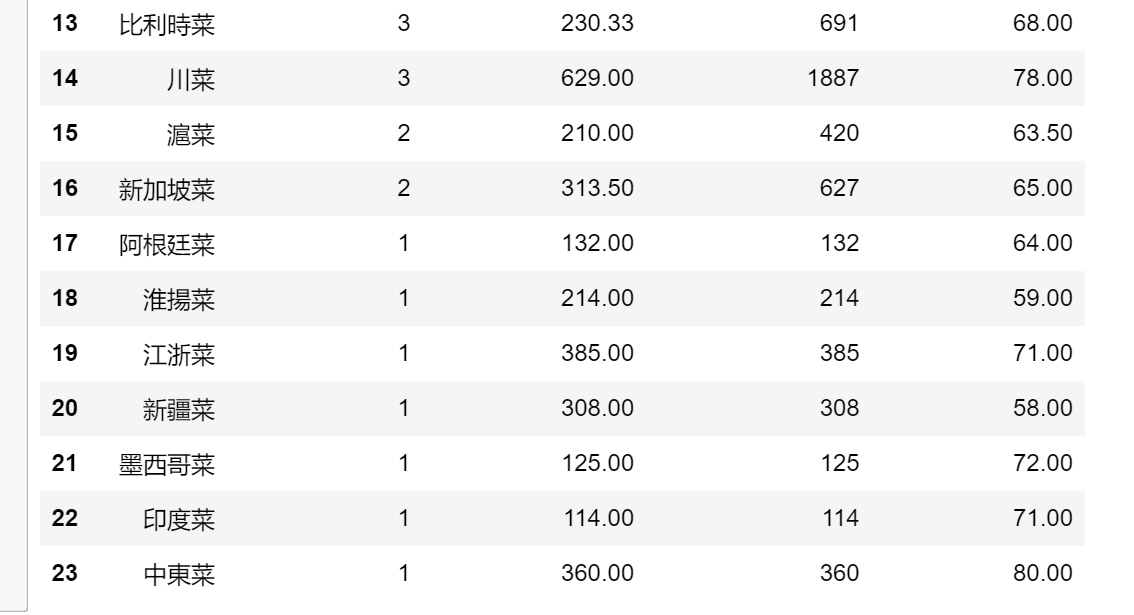 13 比利時菜 3 230.33 691 68.00
14 川菜 3 629.00 1887 78.00
15 滬菜 2 210.00 420 63.50
16 新加坡菜 2 313.50 627 65.00
17 阿根廷菜 1 132.00 132 64.00
18 淮揚菜 1 214.00 214 59.00
19 江浙菜 1 385.00 385 71.00
20 新疆菜 1 308.00 308 58.00
21 墨西哥菜 1 125.00 125 72.00
22 印度菜 1 114.00 114 71.00
23 中東菜 1 360.00 360 80.00